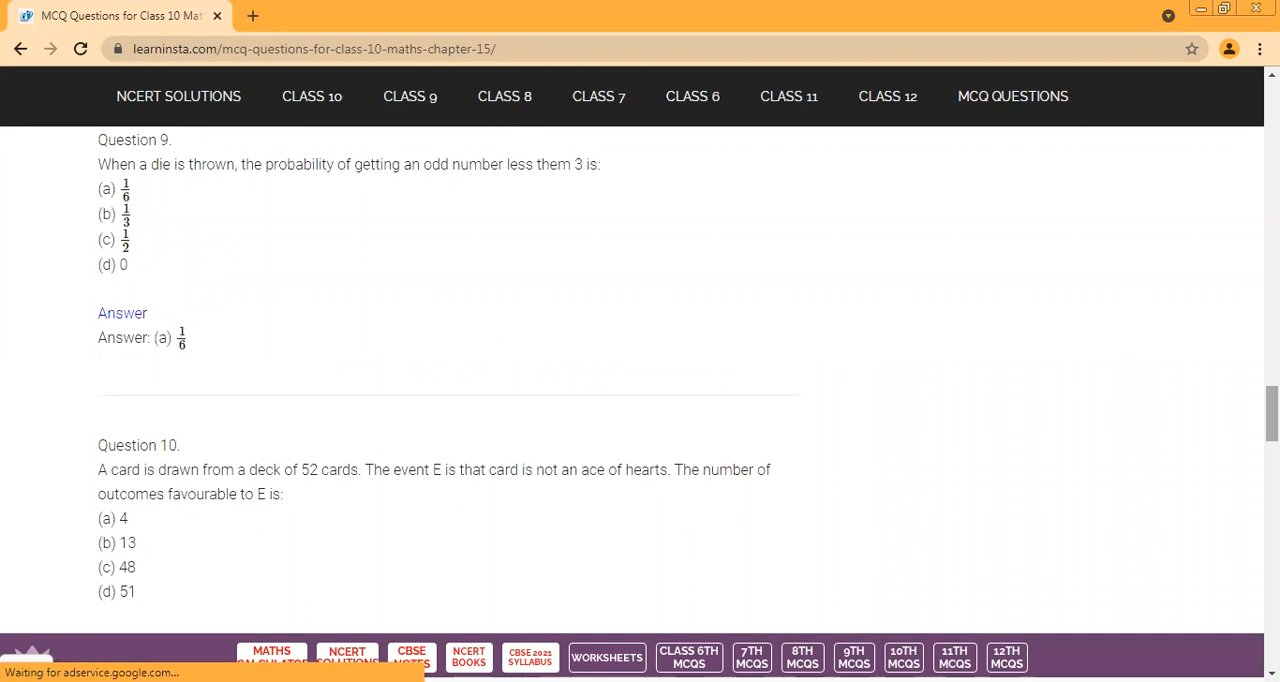 MCQ Questions for Class 10 Mat
learninsta.com/mcq-questions-for-class-10-maths-chapter-15/
NCERT SOLUTIONS CLASS 10 CLASS 9 CLASS 8 CLASS 7 CLASS 6 CLASS 11 CLASS 12 MCQ QUESTIONS
Question 9.
When a die is thrown, the probability of getting an odd number less them 3 is:
(a) 1/6
(b) 1/3
(c) 1/2
(d) 0
Answer
Answer: (a) 1/6
Question 10.
A card is drawn from a deck of 52 cards. The event E is that card is not an ace of hearts. The number of
outcomes favourable to E is:
(a) 4
(b) 13
(c) 48
(d) 51
MATHS CALCULATOR NCERT SOLUTIONS CBSE NOTES NCERT BOOKS CBSE 2021 SYLLABUS WORKSHEETS CLASS 6TH MCQS 7TH MCQS 8TH MCQS 9TH MCQS 10TH MCQS 11TH MCQS 12TH MCQS
Waiting for adservice.google.com...